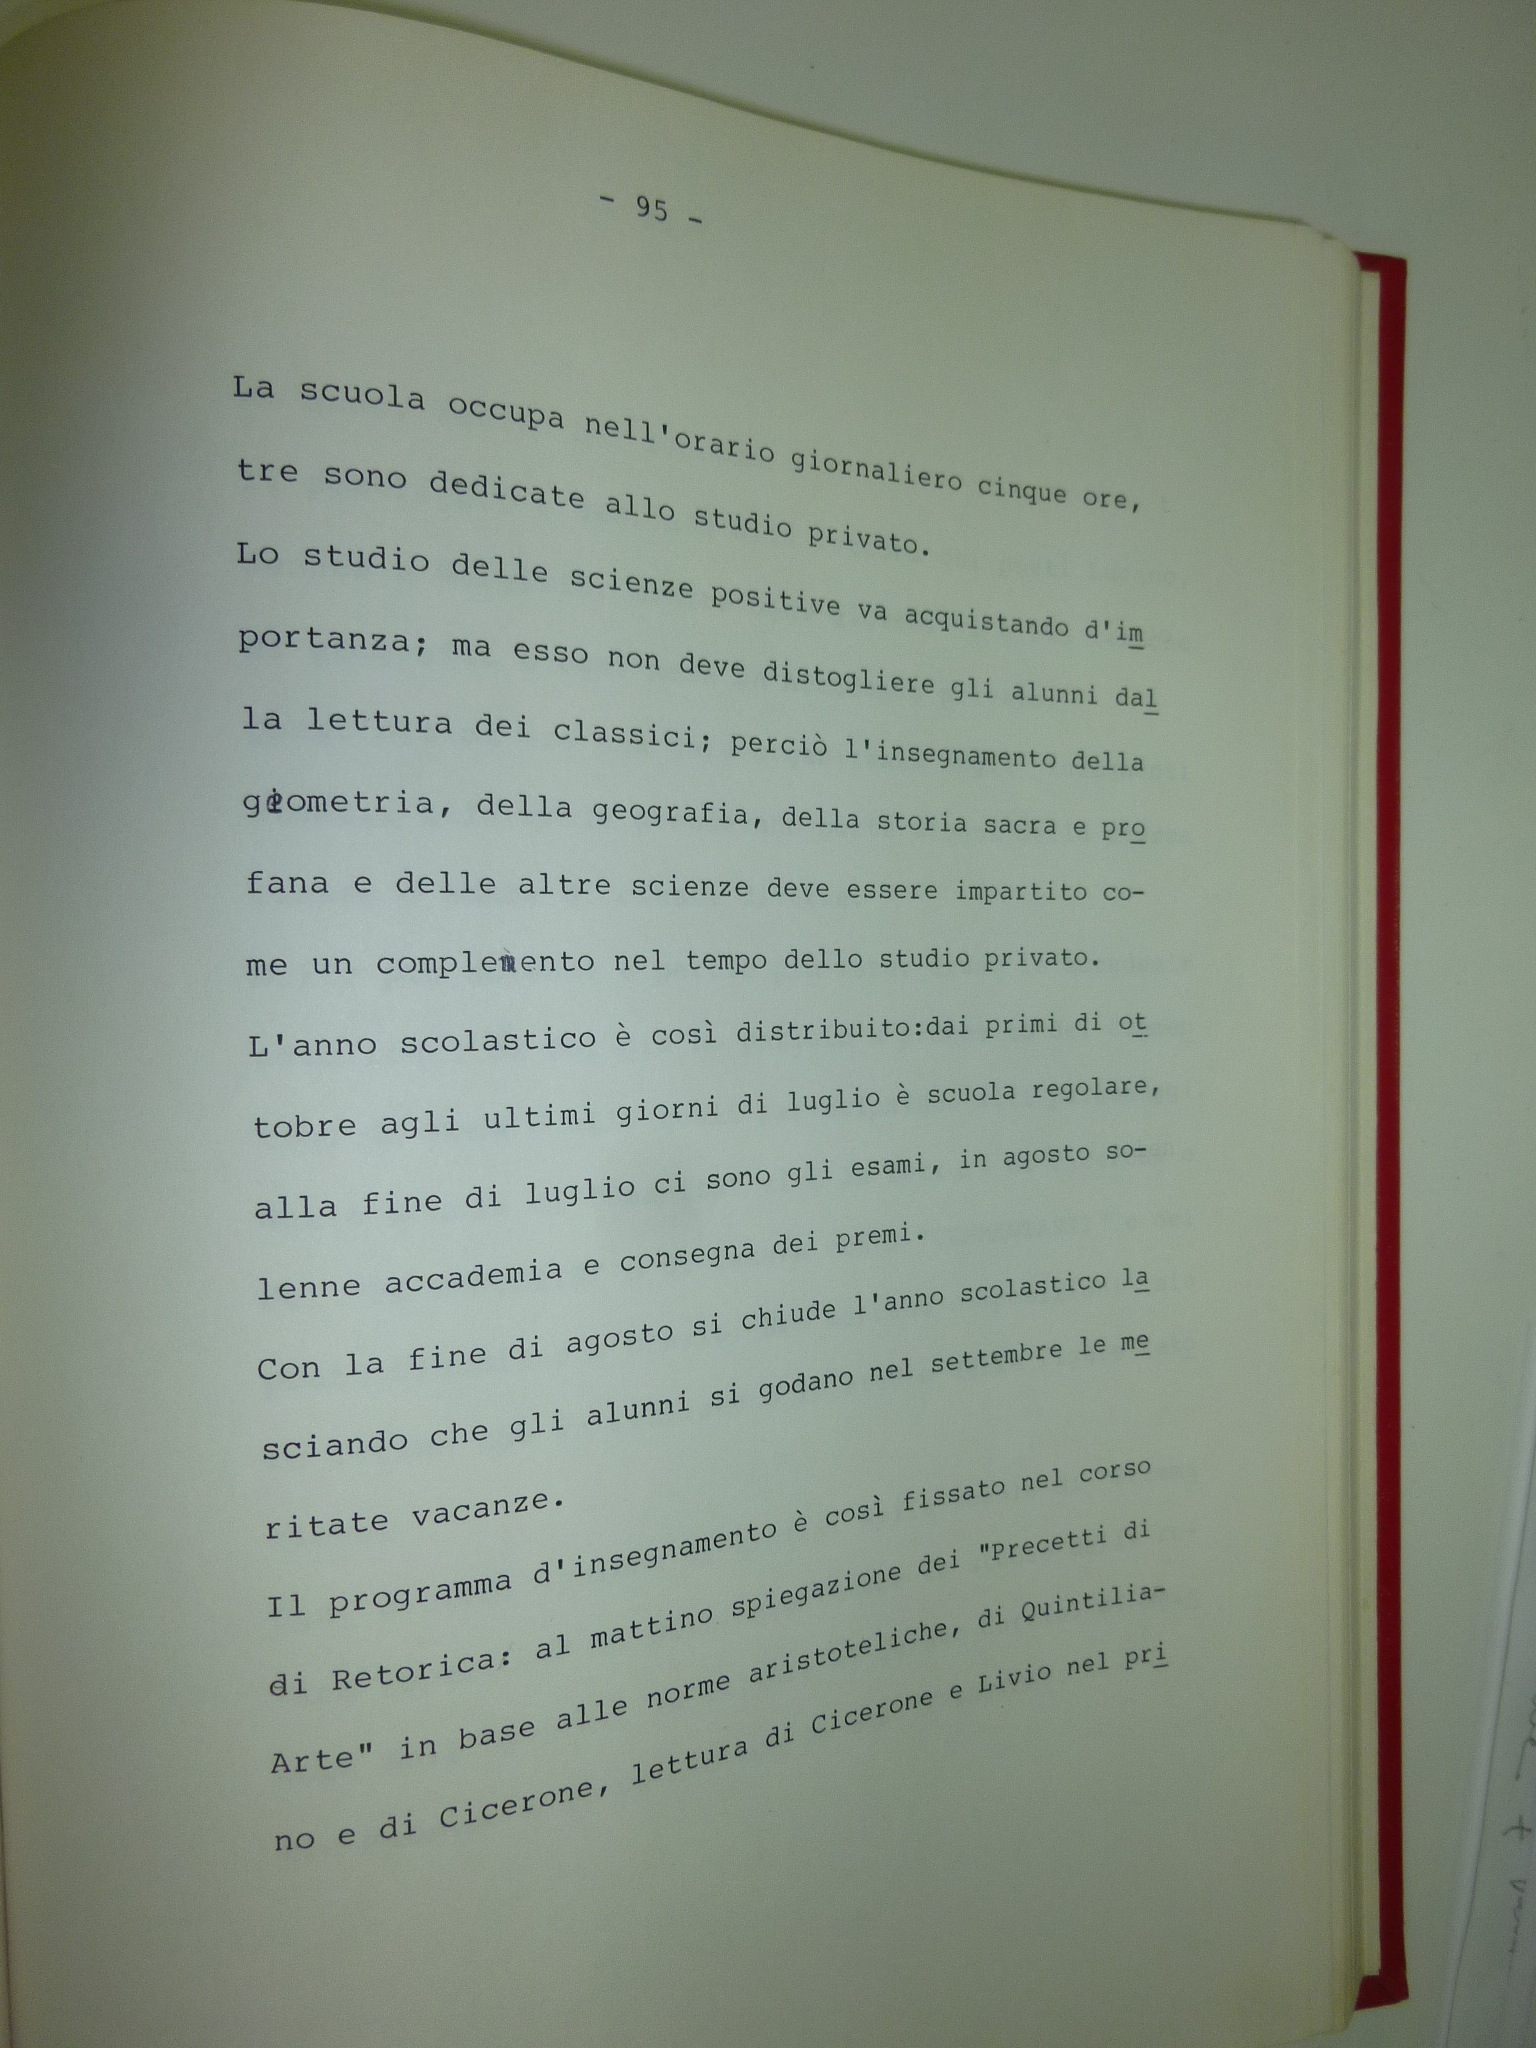 - 95 -
La scuola occupa nell'orario giornaliero cinque ore,
tre sono dedicate allo studio privato.
Lo studio delle scienze positive va acquistando d'im
portanza; ma esso non deve distogliere gli alunni dal
la lettura dei classici; perciò l'insegnamento della
geometria, della geografia, della storia sacra e pro
fana e delle altre scienze deve essere impartito co-
me un complemento nel tempo dello studio privato.
L'anno scolastico è così distribuito:dai primi di ot
tobre agli ultimi giorni di luglio è scuola regolare,
alla fine di luglio ci sono gli esami, in agosto so-
lenne accademia e consegna dei premi.
Con la fine di agosto si chiude l'anno scolastico la
sciando che gli alunni si godano nel settembre le me
ritate vacanze.
Il programma d'insegnamento è così fissato nel corso
di Retorica: al mattino spiegazione dei "Precetti di
Arte" in base alle norme aristoteliche, di Quintilia-
no e di Cicerone, lettura di Cicerone e Livio nel pri